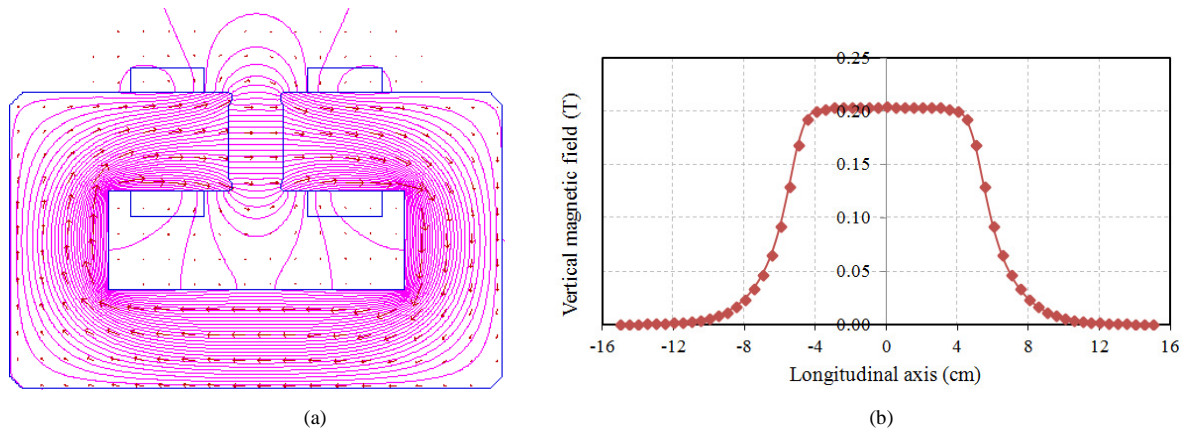 0.25
0.20
0.15
0.10
0.05
0.00
Vertical magnetic field (T)
-16 -12 -8 -4 0 4 8 12 16
Longitudinal axis (cm)
(a) (b)